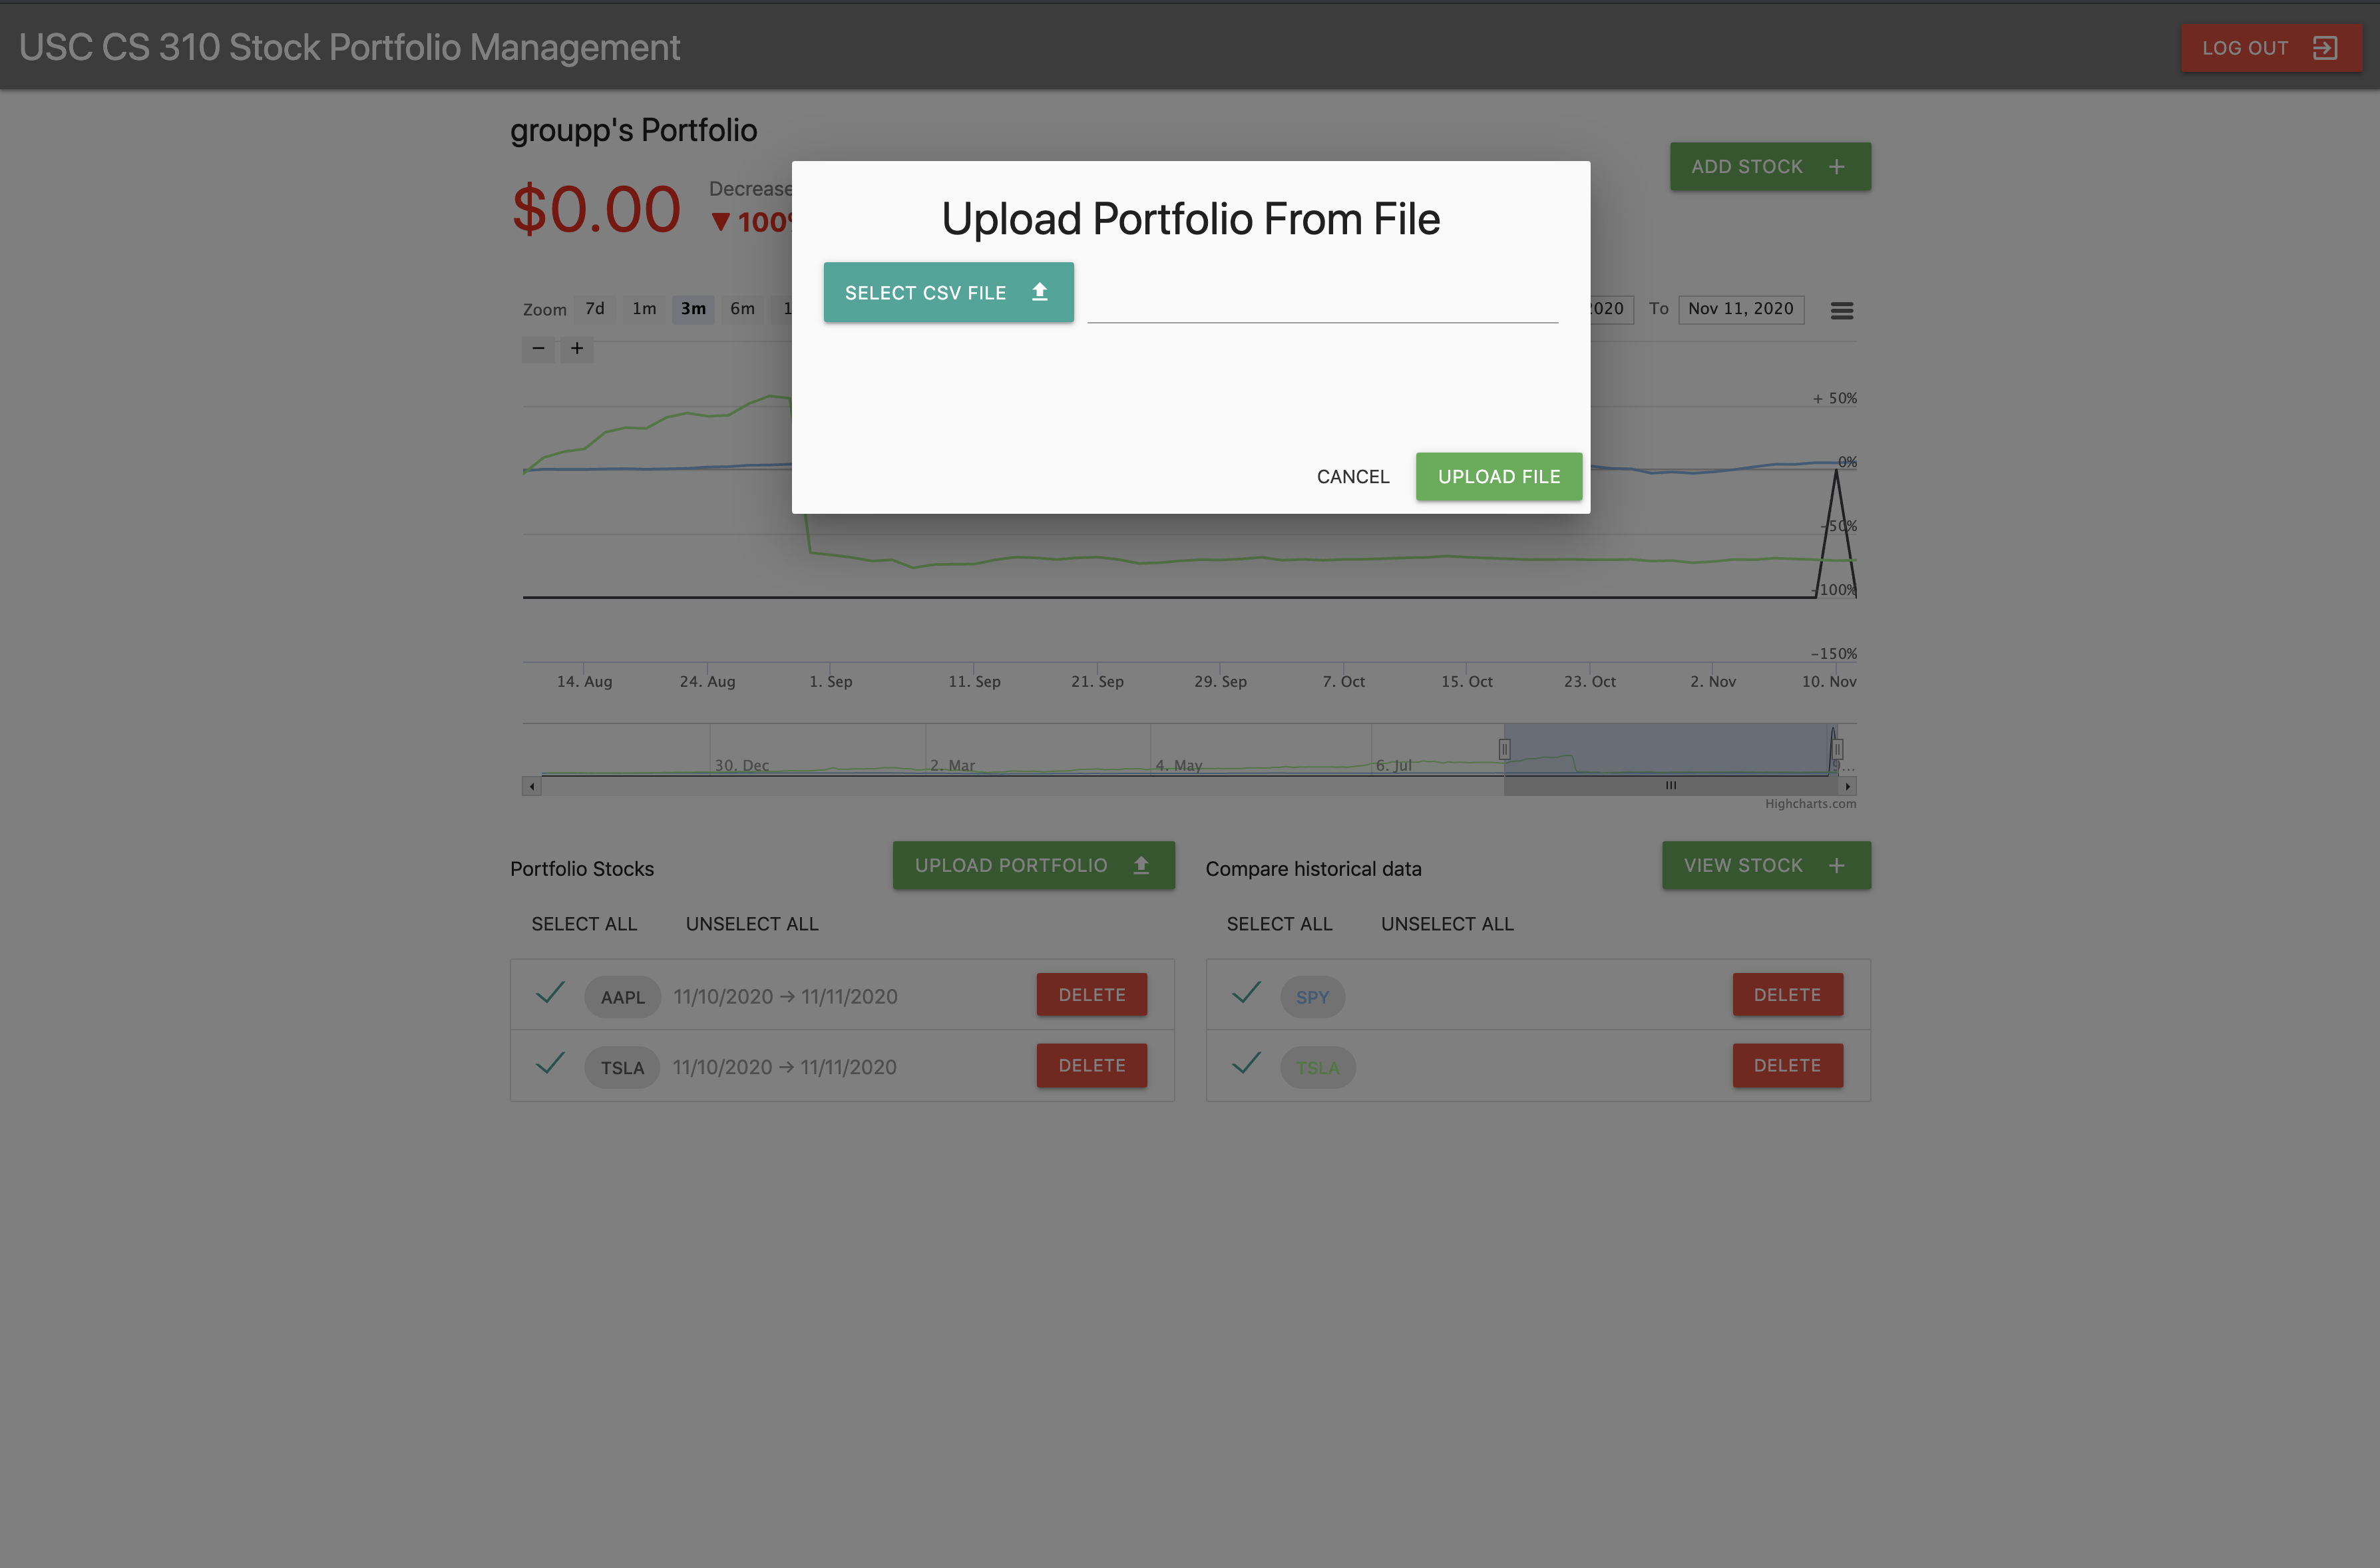 USC CS 310 Stock Portfolio Management
LOG OUT
groupp's Portfolio
ADD STOCK
$0.00
Decrease
▼ 100%
Upload Portfolio From File
SELECT CSV FILE
CANCEL
UPLOAD FILE
Zoom 7d 1m 3m 6m 1
2020 To Nov 11, 2020
− +
+ 50%
0%
-50%
-100%
-150%
14. Aug 24. Aug 1. Sep 11. Sep 21. Sep 29. Sep 7. Oct 15. Oct 23. Oct 2. Nov 10. Nov
30. Dec 2. Mar 4. May 6. Jul 9...
Highcharts.com
Portfolio Stocks
UPLOAD PORTFOLIO
SELECT ALL UNSELECT ALL
AAPL 11/10/2020 → 11/11/2020 DELETE
TSLA 11/10/2020 → 11/11/2020 DELETE
Compare historical data
VIEW STOCK
SELECT ALL UNSELECT ALL
SPY DELETE
TSLA DELETE